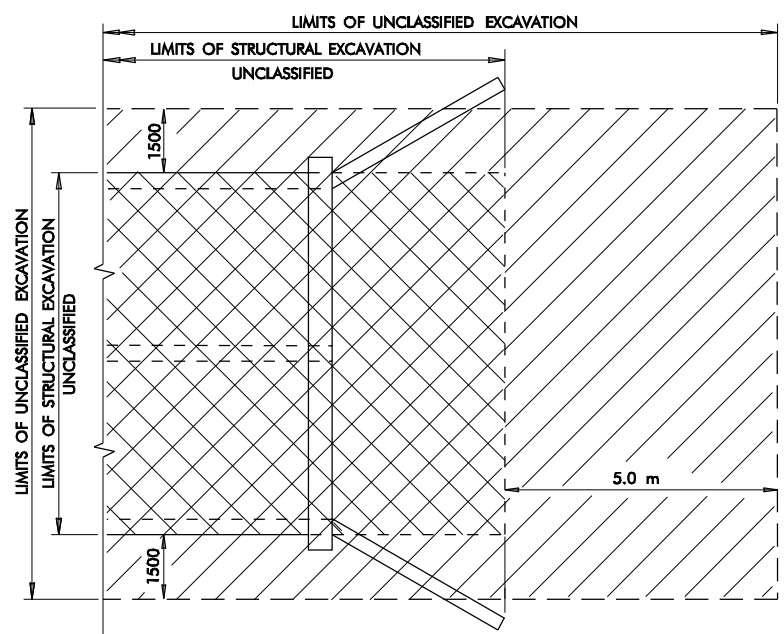 LIMITS OF UNCLASSIFIED EXCAVATION
LIMITS OF STRUCTURAL EXCAVATION
UNCLASSIFIED
1500
LIMITS OF UNCLASSIFIED EXCAVATION
LIMITS OF STRUCTURAL EXCAVATION
UNCLASSIFIED
5.0 m
1500